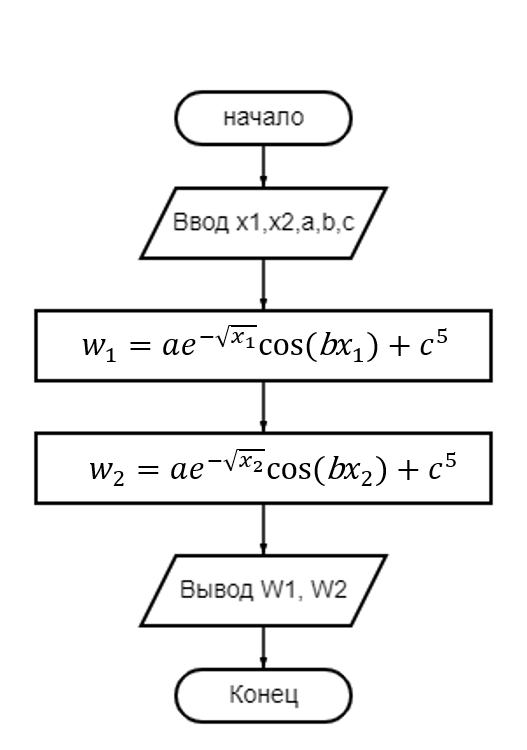 начало
Ввод x1,x2,a,b,c
w₁ = ae^{−√x₁}cos(bx₁) + c⁵
w₂ = ae^{−√x₂}cos(bx₂) + c⁵
Вывод W1, W2
Конец